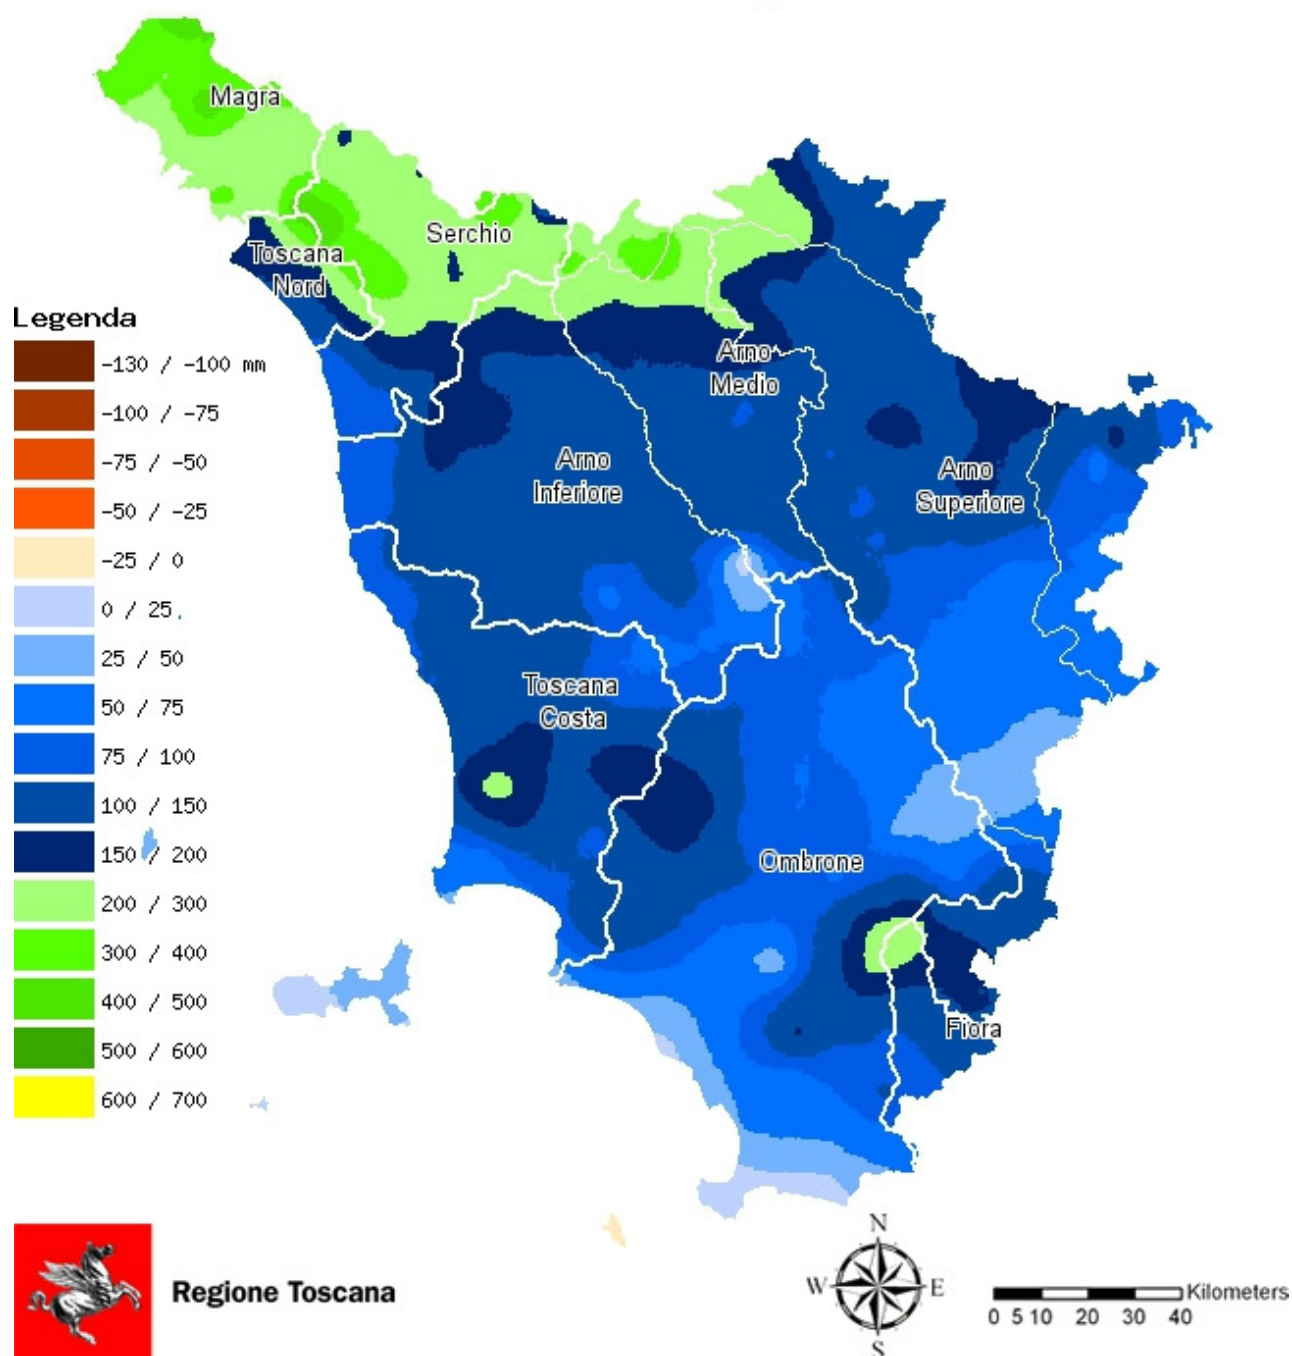 Magra
Serchio
Toscana
Nord
Legenda
-130 / -100 mm
-100 / -75
-75 / -50
-50 / -25
-25 / 0
0 / 25
25 / 50
50 / 75
75 / 100
100 / 150
150 / 200
200 / 300
300 / 400
400 / 500
500 / 600
600 / 700
Arno
Medio
Arno
Inferiore
Arno
Superiore
Toscana
Costa
Ombrone
Fiora
Regione Toscana
N
W
E
S
Kilometers
0 5 10 20 30 40